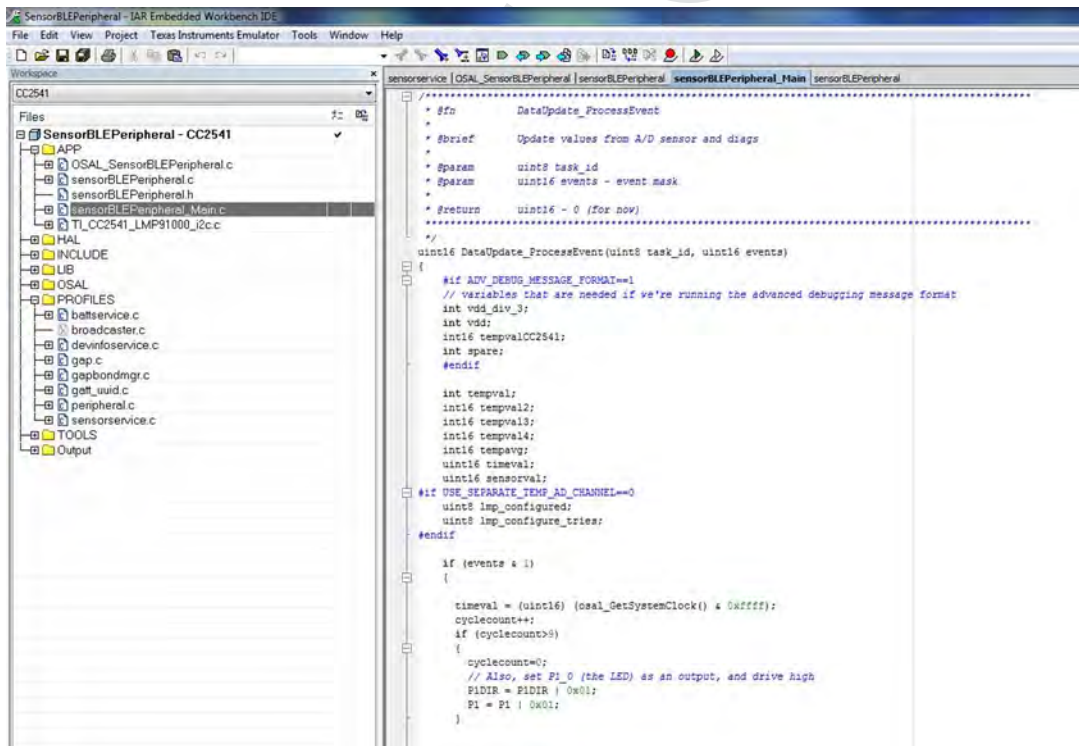 SensorBLEPeripheral - IAR Embedded Workbench IDE
File Edit View Project Texas Instruments Emulator Tools Window Help
Workspace
CC2541
Files
SensorBLEPeripheral - CC2541
APP
OSAL_SensorBLEPeripheral.c
sensorBLEPeripheral.c
sensorBLEPeripheral.h
sensorBLEPeripheral_Main.c
TI_CC2541_LMP91000_i2c.c
HAL
INCLUDE
LIB
OSAL
PROFILES
battservice.c
broadcaster.c
devinfoservice.c
gap.c
gapbondmgr.c
gatt_uuid.c
peripheral.c
sensorservice.c
TOOLS
Output
sensorservice | OSAL_SensorBLEPeripheral | sensorBLEPeripheral sensorBLEPeripheral_Main sensorBLEPeripheral
* @fn DataUpdate_ProcessEvent
*
* @brief Update values from A/D sensor and diags
*
* @param uint8 task_id
* @param uint16 events - event mask
*
* @return uint16 - 0 (for now)
*/
uint16 DataUpdate_ProcessEvent(uint8 task_id, uint16 events)
{
#if ADV_DEBUG_MESSAGE_FORMAT==1
// variables that are needed if we're running the advanced debugging message format
int vdd_div_3;
int vdd;
int16 tempvalCC2541;
int spare;
#endif
int tempval;
int16 tempval2;
int16 tempval3;
int16 tempval4;
int16 tempavg;
uint16 timeval;
uint16 sensorval;
#if USE_SEPARATE_TEMP_AD_CHANNEL==0
uint8 lmp_configured;
uint8 lmp_configure_tries;
#endif
if (events & 1)
{
timeval = (uint16) (osal_GetSystemClock() & 0xffff);
cyclecount++;
if (cyclecount>9)
{
cyclecount=0;
// Also, set P1_0 (the LED) as an output, and drive high
P1DIR = P1DIR | 0x01;
P1 = P1 | 0x01;
}